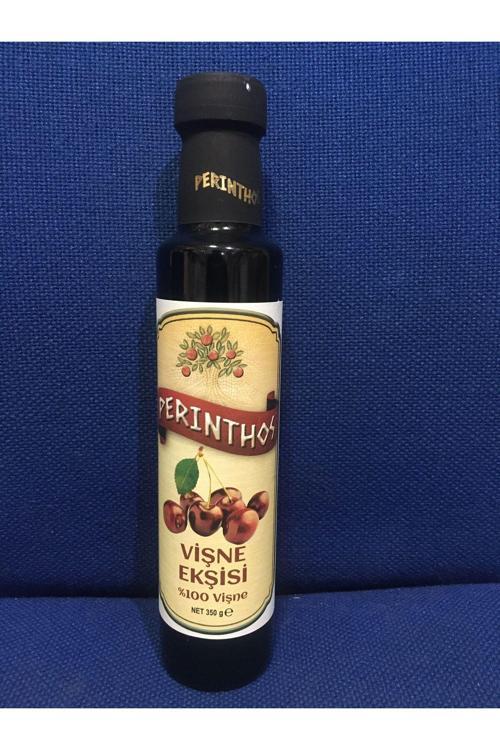 PERINTHOS
PERINTHOS
VİŞNE
EKŞİSİ
%100 Vişne
NET 350 g℮